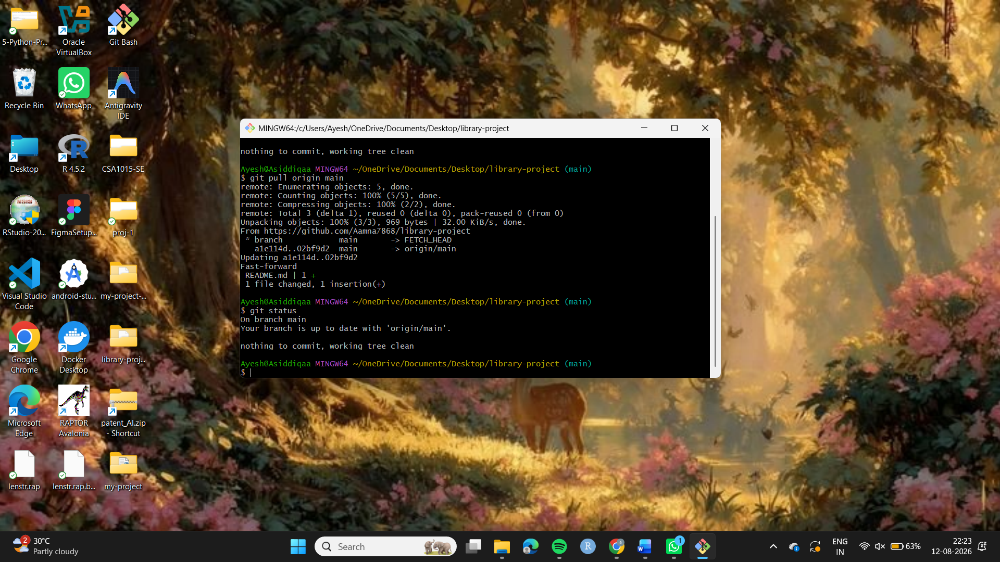 5-Python-Pr...
Oracle
VirtualBox
Git Bash
Recycle Bin
WhatsApp
Antigravity
IDE
Desktop
R 4.5.2
CSA1015-SE
RStudio-20...
FigmaSetup...
proj-1
Visual Studio
Code
android-stu...
my-project-...
Google
Chrome
Docker
Desktop
library-proj...
Microsoft
Edge
RAPTOR
Avalonia
patent_AI.zip
- Shortcut
lenstr.rap
lenstr.rap.b...
my-project
MINGW64:/c/Users/Ayesh/OneDrive/Documents/Desktop/library-project
nothing to commit, working tree clean
Ayesh@Asiddiqaa MINGW64 ~/OneDrive/Documents/Desktop/library-project (main)
$ git pull origin main
remote: Enumerating objects: 5, done.
remote: Counting objects: 100% (5/5), done.
remote: Compressing objects: 100% (2/2), done.
remote: Total 3 (delta 1), reused 0 (delta 0), pack-reused 0 (from 0)
Unpacking objects: 100% (3/3), 969 bytes | 32.00 KiB/s, done.
From https://github.com/Aamna7868/library-project
* branch main -> FETCH_HEAD
a1e114d..02bf9d2 main -> origin/main
Updating a1e114d..02bf9d2
Fast-forward
README.md | 1 +
1 file changed, 1 insertion(+)
Ayesh@Asiddiqaa MINGW64 ~/OneDrive/Documents/Desktop/library-project (main)
$ git status
On branch main
Your branch is up to date with 'origin/main'.
nothing to commit, working tree clean
Ayesh@Asiddiqaa MINGW64 ~/OneDrive/Documents/Desktop/library-project (main)
$
2
30°C
Partly cloudy
Search
R
a
W
1
ENG
IN
63%
22:23
12-08-2026